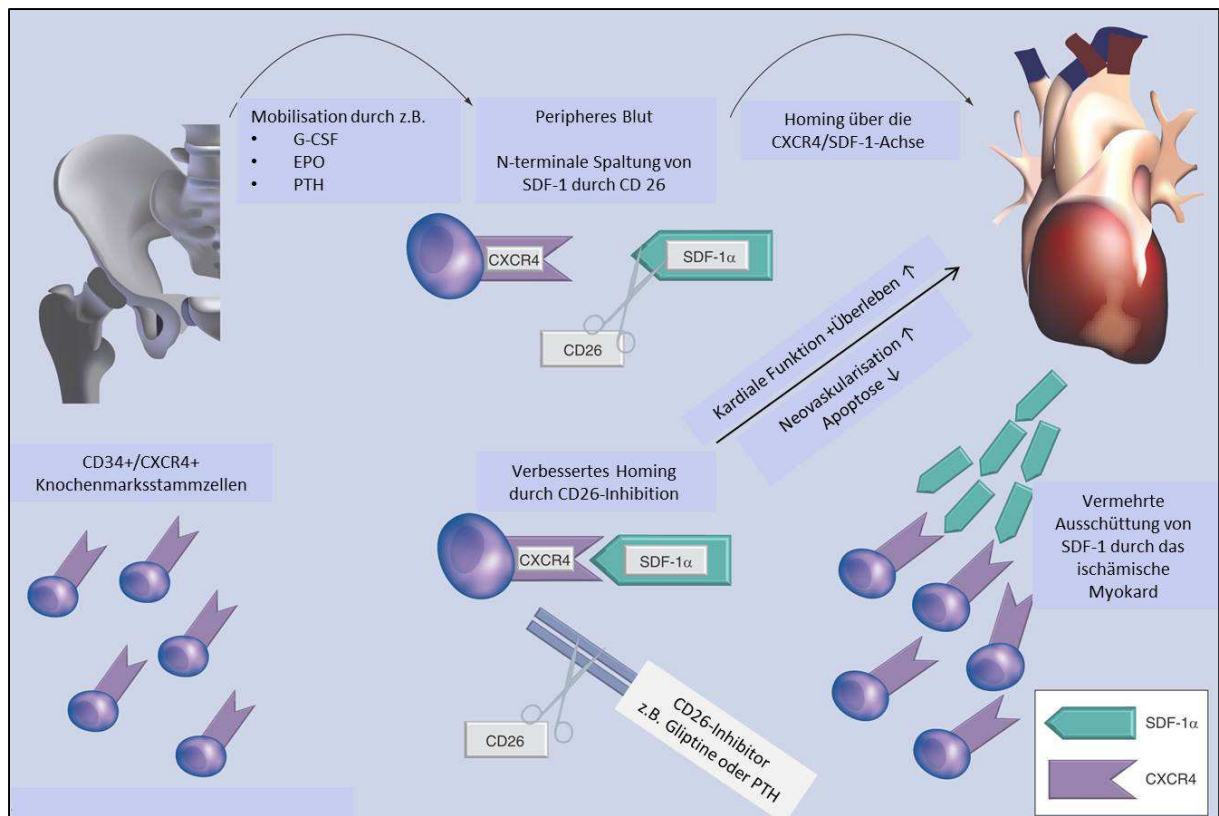 Mobilisation durch z.B.
• G-CSF
• EPO
• PTH
Peripheres Blut
N-terminale Spaltung von
SDF-1 durch CD 26
Homing über die
CXCR4/SDF-1-Achse
CXCR4
SDF-1α
CD26
Kardiale Funktion +Überleben ↑
Neovaskularisation ↑
Apoptose ↓
CD34+/CXCR4+
Knochenmarksstammzellen
Verbessertes Homing
durch CD26-Inhibition
CXCR4
SDF-1α
CD26
CD26-Inhibitor
z.B. Gliptine oder PTH
Vermehrte
Ausschüttung von
SDF-1 durch das
ischämische
Myokard
SDF-1α
CXCR4